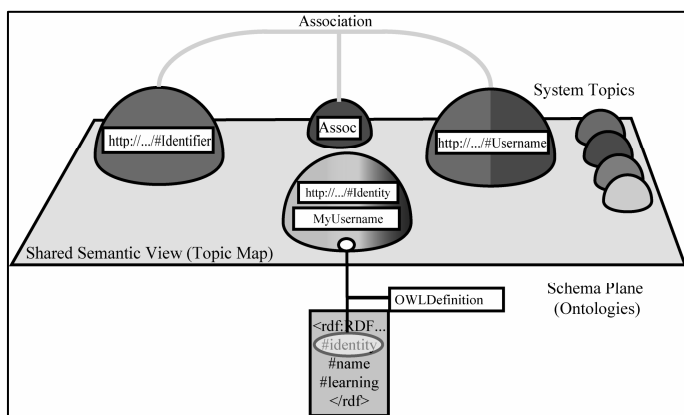 Association
System Topics
http://.../#Identifier
Assoc
http://.../#Username
http://.../#Identity
MyUsername
Shared Semantic View (Topic Map)
Schema Plane
(Ontologies)
OWLDefinition
<rdf:RDF...
#identity
#name
#learning
</rdf>